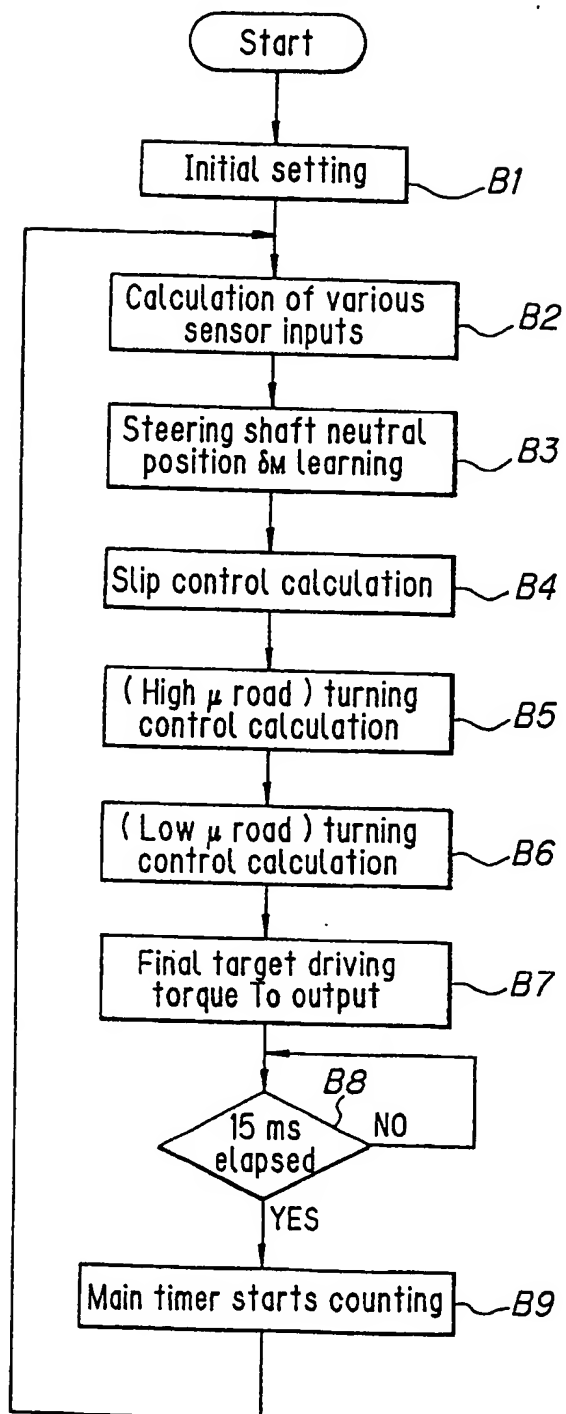 Start
Initial setting
B1
Calculation of various
sensor inputs
B2
Steering shaft neutral
position δM learning
B3
Slip control calculation
B4
( High μ road ) turning
control calculation
B5
( Low μ road ) turning
control calculation
B6
Final target driving
torque To output
B7
B8
15 ms
elapsed
NO
YES
Main timer starts counting
B9